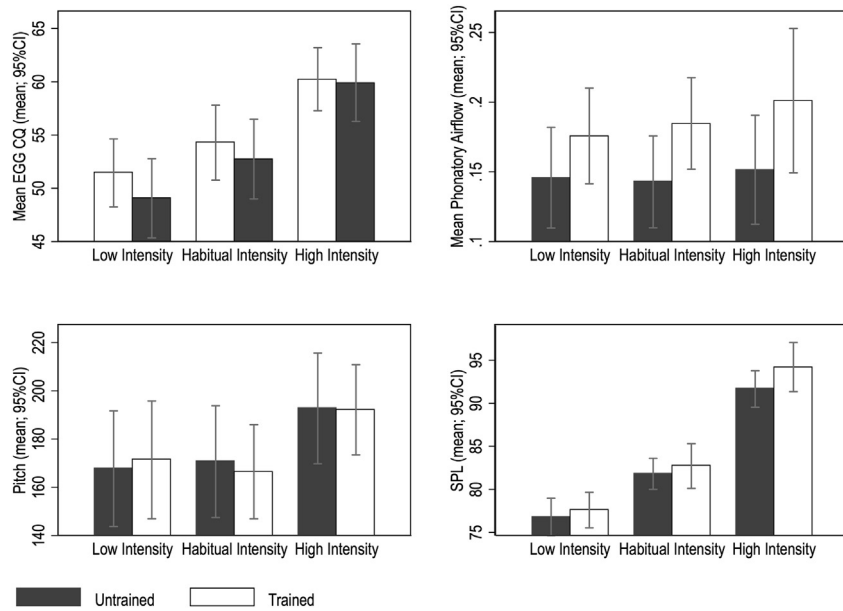 Mean EGG CQ (mean; 95%CI)
65
60
55
50
45
Low Intensity Habitual Intensity High Intensity
Mean Phonatory Airflow (mean; 95%CI)
.25
.2
.15
.1
Low Intensity Habitual Intensity High Intensity
Pitch (mean; 95%CI)
220
200
180
160
140
Low Intensity Habitual Intensity High Intensity
SPL (mean; 95%CI)
95
90
85
80
75
Low Intensity Habitual Intensity High Intensity
Untrained Trained